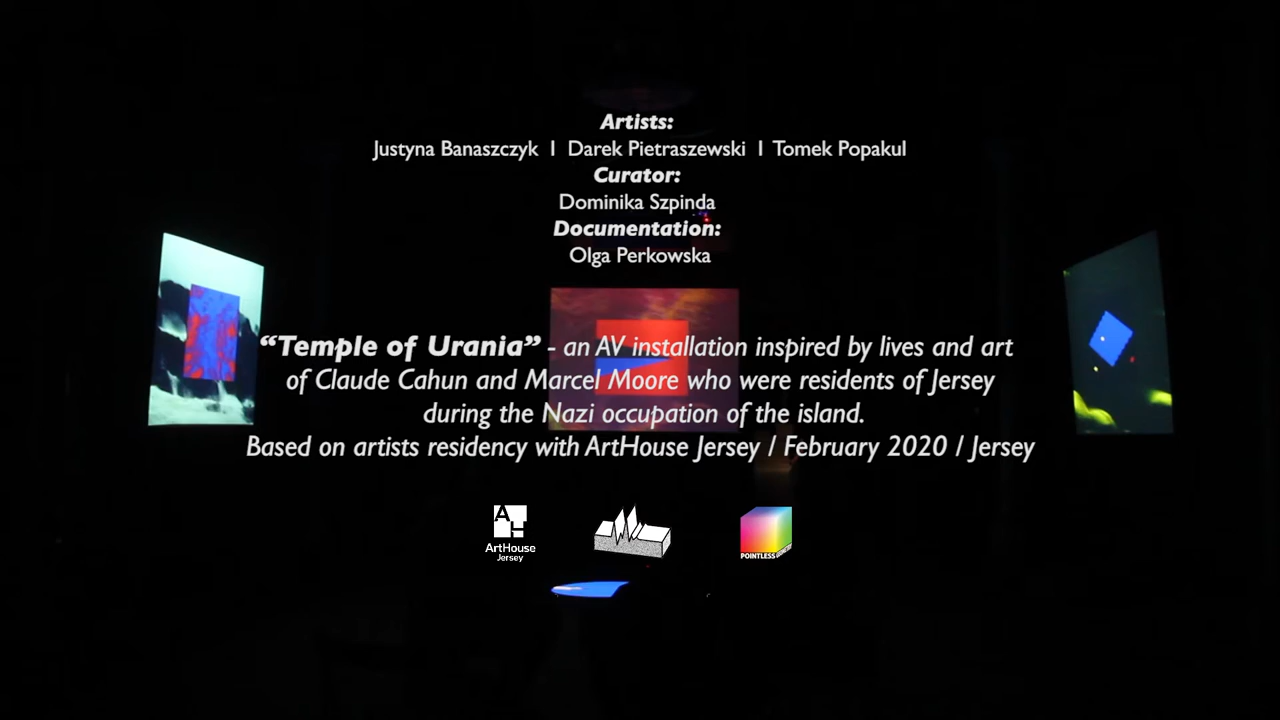 Artists:
Justyna Banaszczyk I Darek Pietraszewski I Tomek Popakul
Curator:
Dominika Szpinda
Documentation:
Olga Perkowska
“Temple of Urania” - an AV installation inspired by lives and art
of Claude Cahun and Marcel Moore who were residents of Jersey
during the Nazi occupation of the island.
Based on artists residency with ArtHouse Jersey / February 2020 / Jersey
AH
ArtHouse
Jersey
POINTLESS